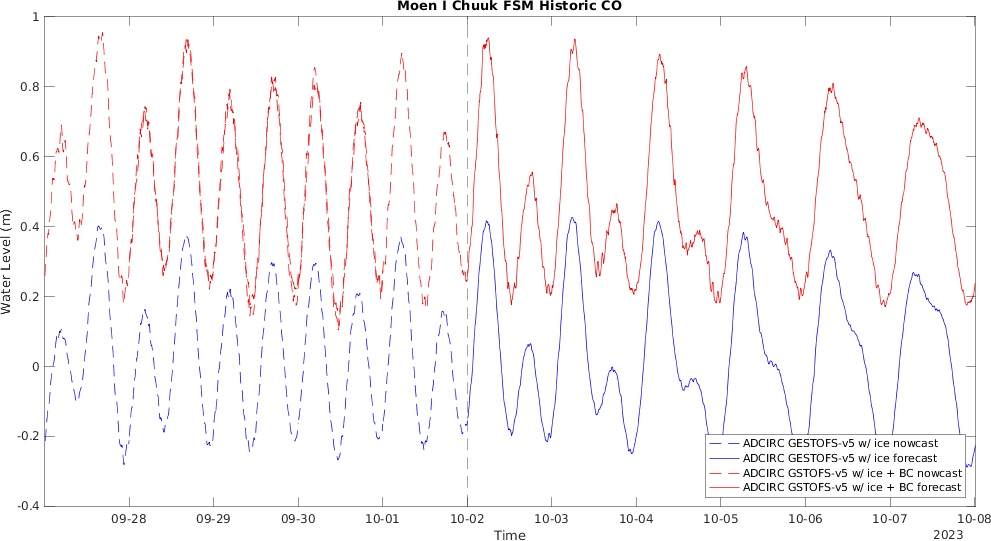 Moen I Chuuk FSM Historic CO
Water Level (m)
1
0.8
0.6
0.4
0.2
0
-0.2
-0.4
ADCIRC GESTOFS-v5 w/ ice nowcast
ADCIRC GESTOFS-v5 w/ ice forecast
ADCIRC GSTOFS-v5 w/ ice + BC nowcast
ADCIRC GSTOFS-v5 w/ ice + BC forecast
09-28 09-29 09-30 10-01 10-02 10-03 10-04 10-05 10-06 10-07 10-08
Time
2023